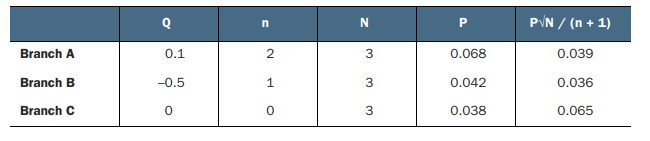 Q n N P P√N / (n + 1)
Branch A 0.1 2 3 0.068 0.039
Branch B –0.5 1 3 0.042 0.036
Branch C 0 0 3 0.038 0.065